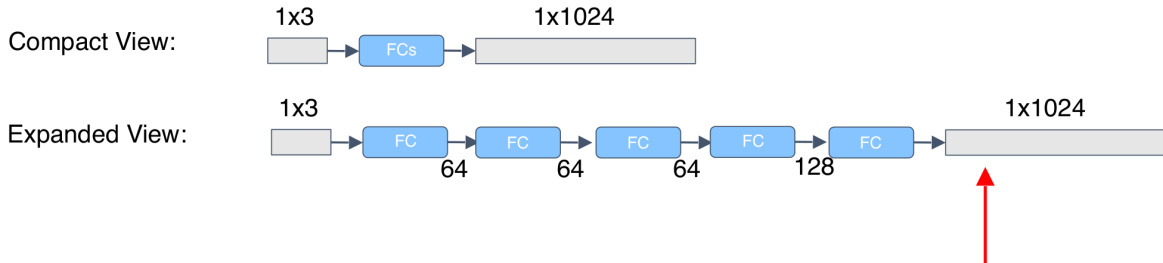 1x3 1x1024
Compact View: FCs
1x3 1x1024
Expanded View: FC FC FC FC FC
64 64 64 128